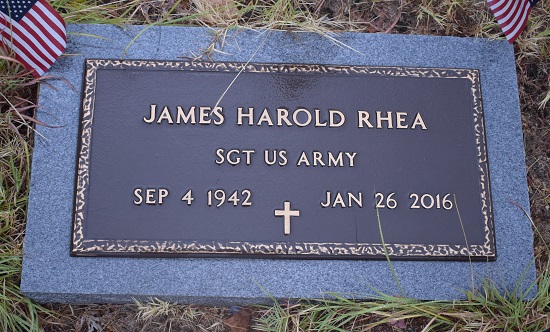 JAMES HAROLD RHEA
SGT US ARMY
SEP 4 1942 JAN 26 2016